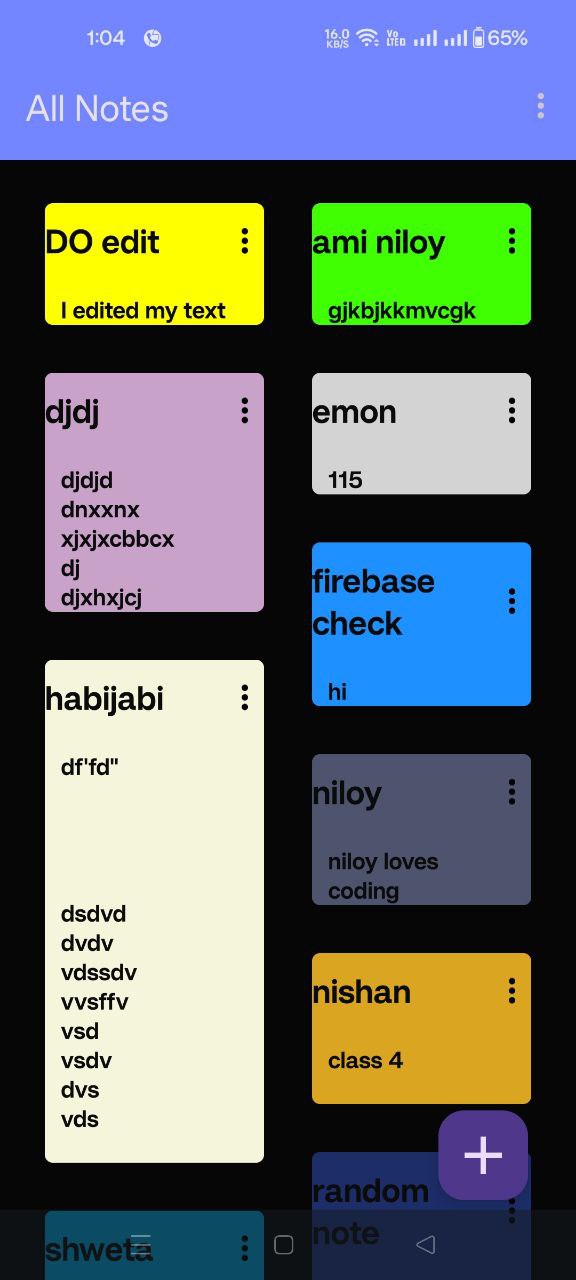 1:04
16.0 KB/S
Vo LTE
65%
All Notes
DO edit
I edited my text
ami niloy
gjkbjkkmvcgk
djdj
djdjd
dnxxnx
xjxjxcbbcx
dj
djxhxjcj
emon
115
firebase
check
hi
habijabi
df'fd"
dsdvd
dvdv
vdssdv
vvsffv
vsd
vsdv
dvs
vds
niloy
niloy loves
coding
nishan
class 4
random
note
shweta